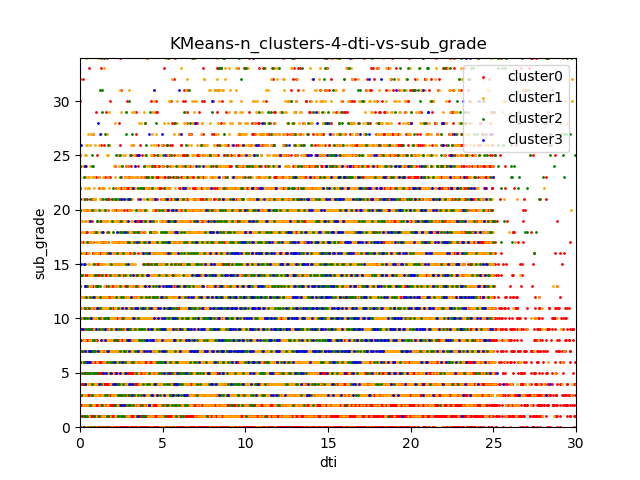 KMeans-n_clusters-4-dti-vs-sub_grade
cluster0
cluster1
cluster2
cluster3
sub_grade
30
25
20
15
10
5
0
0 5 10 15 20 25 30
dti